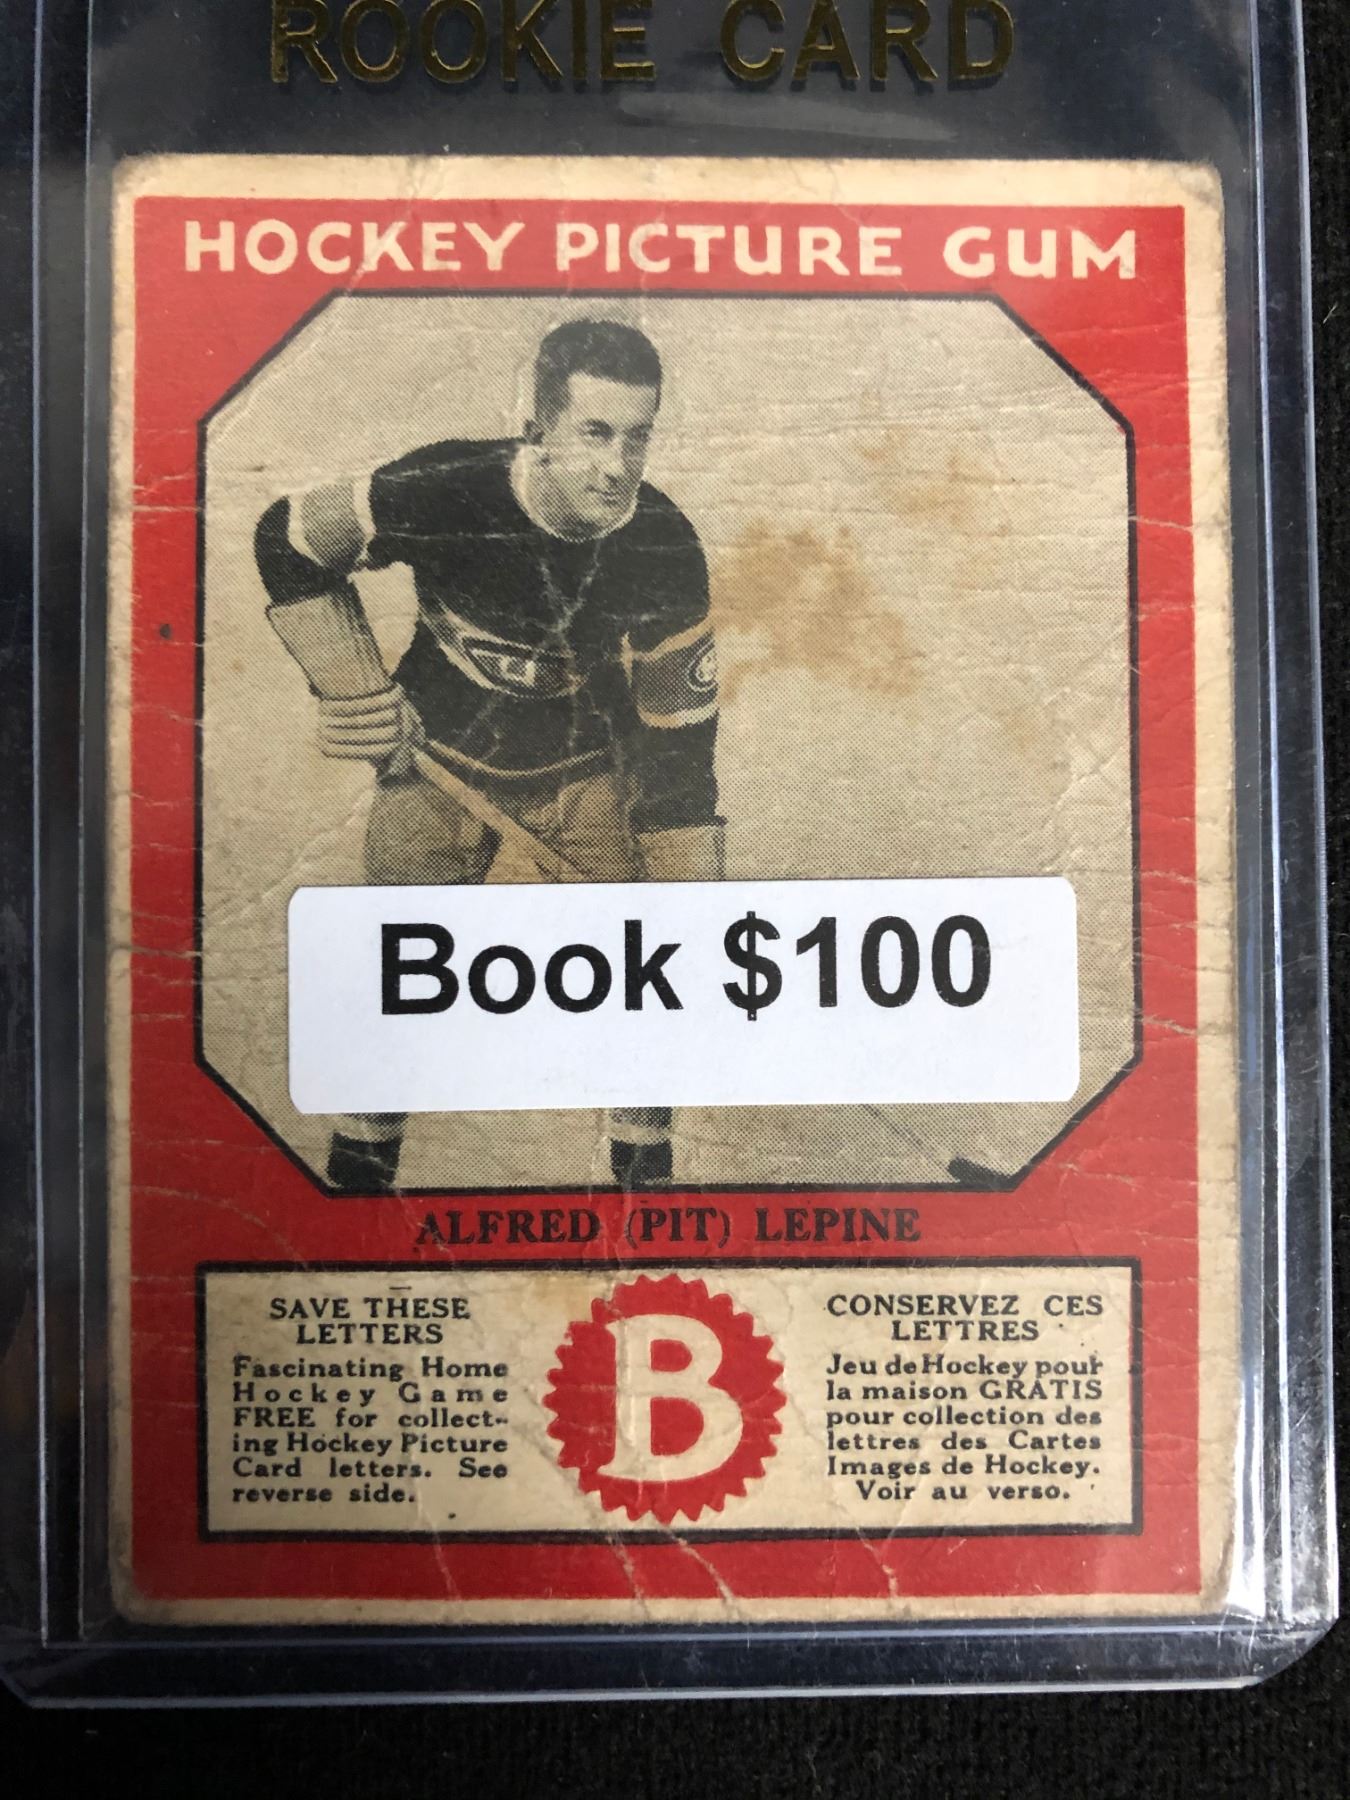 ROOKIE CARD
HOCKEY PICTURE GUM
Book $100
ALFRED (PIT) LEPINE
SAVE THESE
LETTERS
Fascinating Home
Hockey Game
FREE for collect-
ing Hockey Picture
Card letters. See
reverse side.
B
CONSERVEZ CES
LETTRES
Jeu de Hockey pour
la maison GRATIS
pour collection des
lettres des Cartes
Images de Hockey.
Voir au verso.